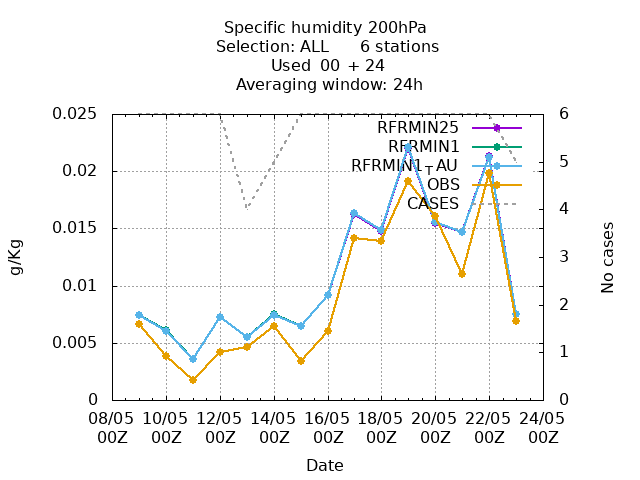 Specific humidity 200hPa
Selection: ALL 6 stations
Used 00 + 24
Averaging window: 24h
RFRMIN25
RFRMIN1
RFRMIN1_AU
OBS
CASES
0.025
0.02
0.015
0.01
0.005
0
g/Kg
6
5
4
3
2
1
0
No cases
08/05 10/05 12/05 14/05 16/05 18/05 20/05 22/05 24/05
00Z 00Z 00Z 00Z 00Z 00Z 00Z 00Z 00Z
Date